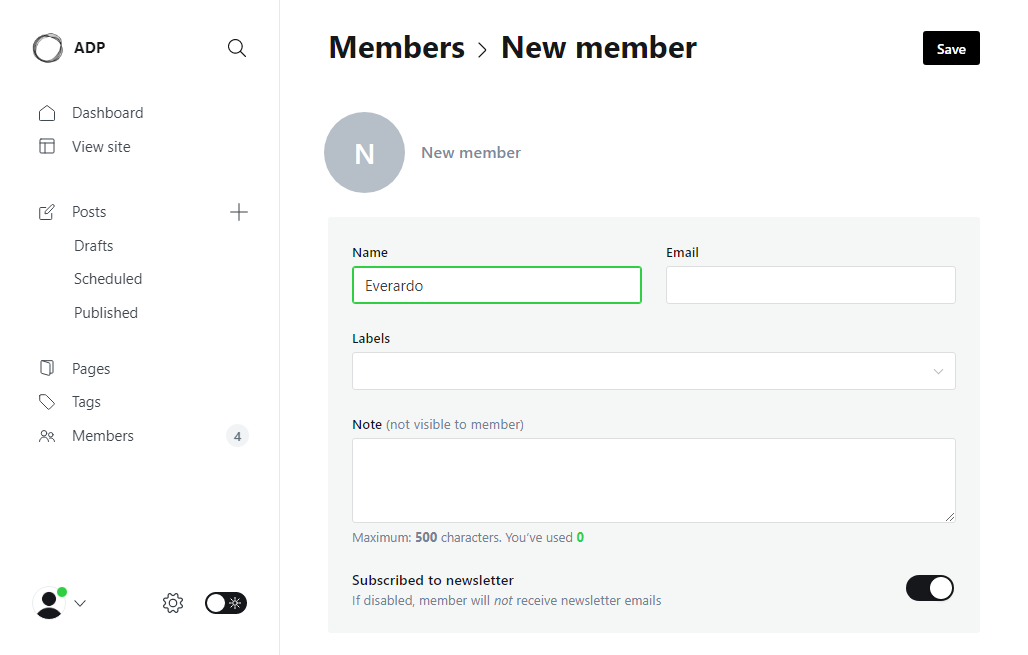 ADP
Dashboard
View site
Posts
Drafts
Scheduled
Published
Pages
Tags
Members 4
Members > New member
Save
N New member
Name Email
Everardo
Labels
Note (not visible to member)
Maximum: 500 characters. You’ve used 0
Subscribed to newsletter
If disabled, member will not receive newsletter emails